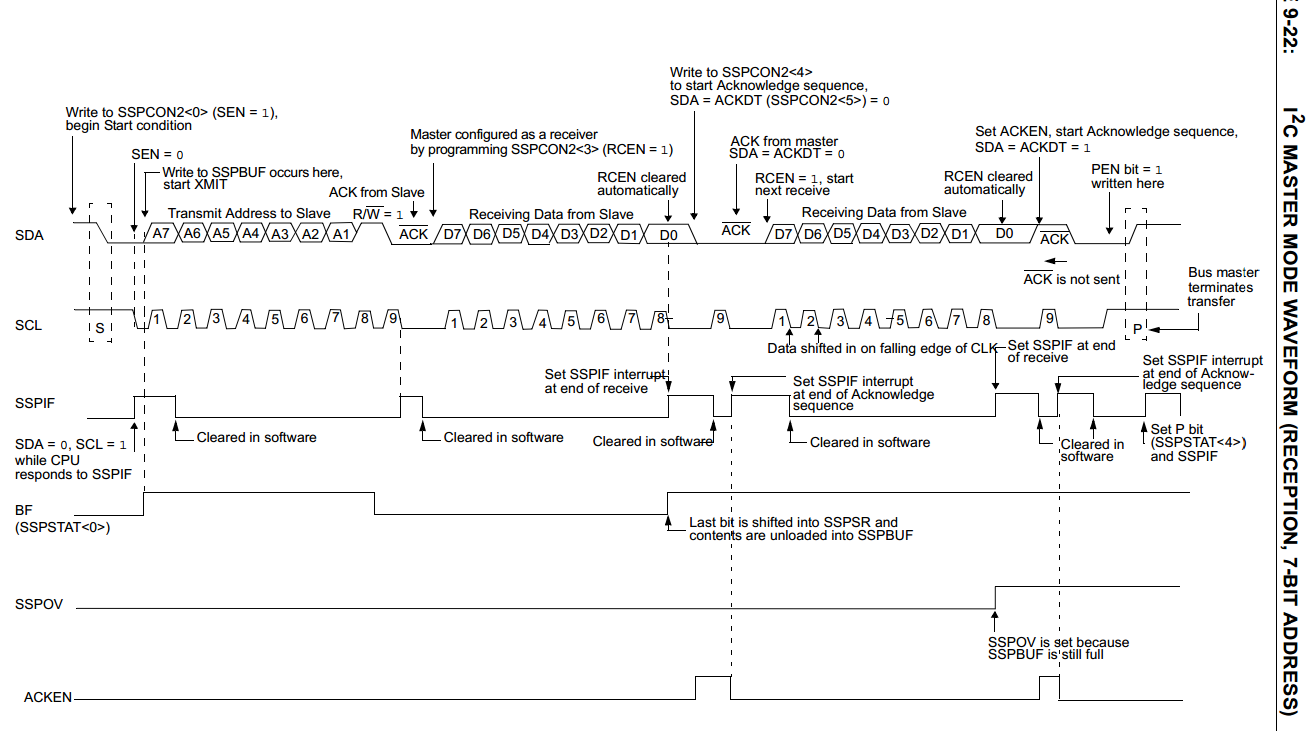 E 9-22: I2C MASTER MODE WAVEFORM (RECEPTION, 7-BIT ADDRESS)
Write to SSPCON2<4>
to start Acknowledge sequence,
SDA = ACKDT (SSPCON2<5>) = 0
Write to SSPCON2<0> (SEN = 1),
begin Start condition
SEN = 0
Write to SSPBUF occurs here,
start XMIT
ACK from Slave
Master configured as a receiver
by programming SSPCON2<3> (RCEN = 1)
RCEN cleared
automatically
ACK from master
SDA = ACKDT = 0
RCEN = 1, start
next receive
Set ACKEN, start Acknowledge sequence,
SDA = ACKDT = 1
RCEN cleared
automatically
PEN bit = 1
written here
Transmit Address to Slave
R/W = 1
Receiving Data from Slave
Receiving Data from Slave
SDA
A7 A6 A5 A4 A3 A2 A1 ACK D7 D6 D5 D4 D3 D2 D1 D0 ACK D7 D6 D5 D4 D3 D2 D1 D0 ACK
ACK is not sent
Bus master
terminates
transfer
SCL
S 1 2 3 4 5 6 7 8 9 1 2 3 4 5 6 7 8 9 1 2 3 4 5 6 7 8 9 P
Data shifted in on falling edge of CLK
Set SSPIF interrupt
at end of receive
Set SSPIF interrupt
at end of Acknowledge
sequence
Set SSPIF at end
of receive
Set SSPIF interrupt
at end of Acknow-
ledge sequence
SSPIF
Cleared in software
Cleared in software
Cleared in software
Cleared in software
Cleared in
software
Set P bit
(SSPSTAT<4>)
and SSPIF
SDA = 0, SCL = 1
while CPU
responds to SSPIF
BF
(SSPSTAT<0>)
Last bit is shifted into SSPSR and
contents are unloaded into SSPBUF
SSPOV
SSPOV is set because
SSPBUF is still full
ACKEN